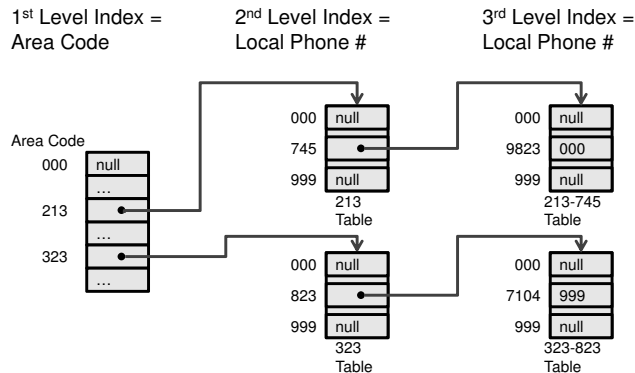 1st Level Index =
Area Code
2nd Level Index =
Local Phone #
3rd Level Index =
Local Phone #
Area Code
000 null
…
213
…
323
…
000 null
745
999 null
213
Table
000 null
9823 000
999 null
213-745
Table
000 null
823
999 null
323
Table
000 null
7104 999
999 null
323-823
Table